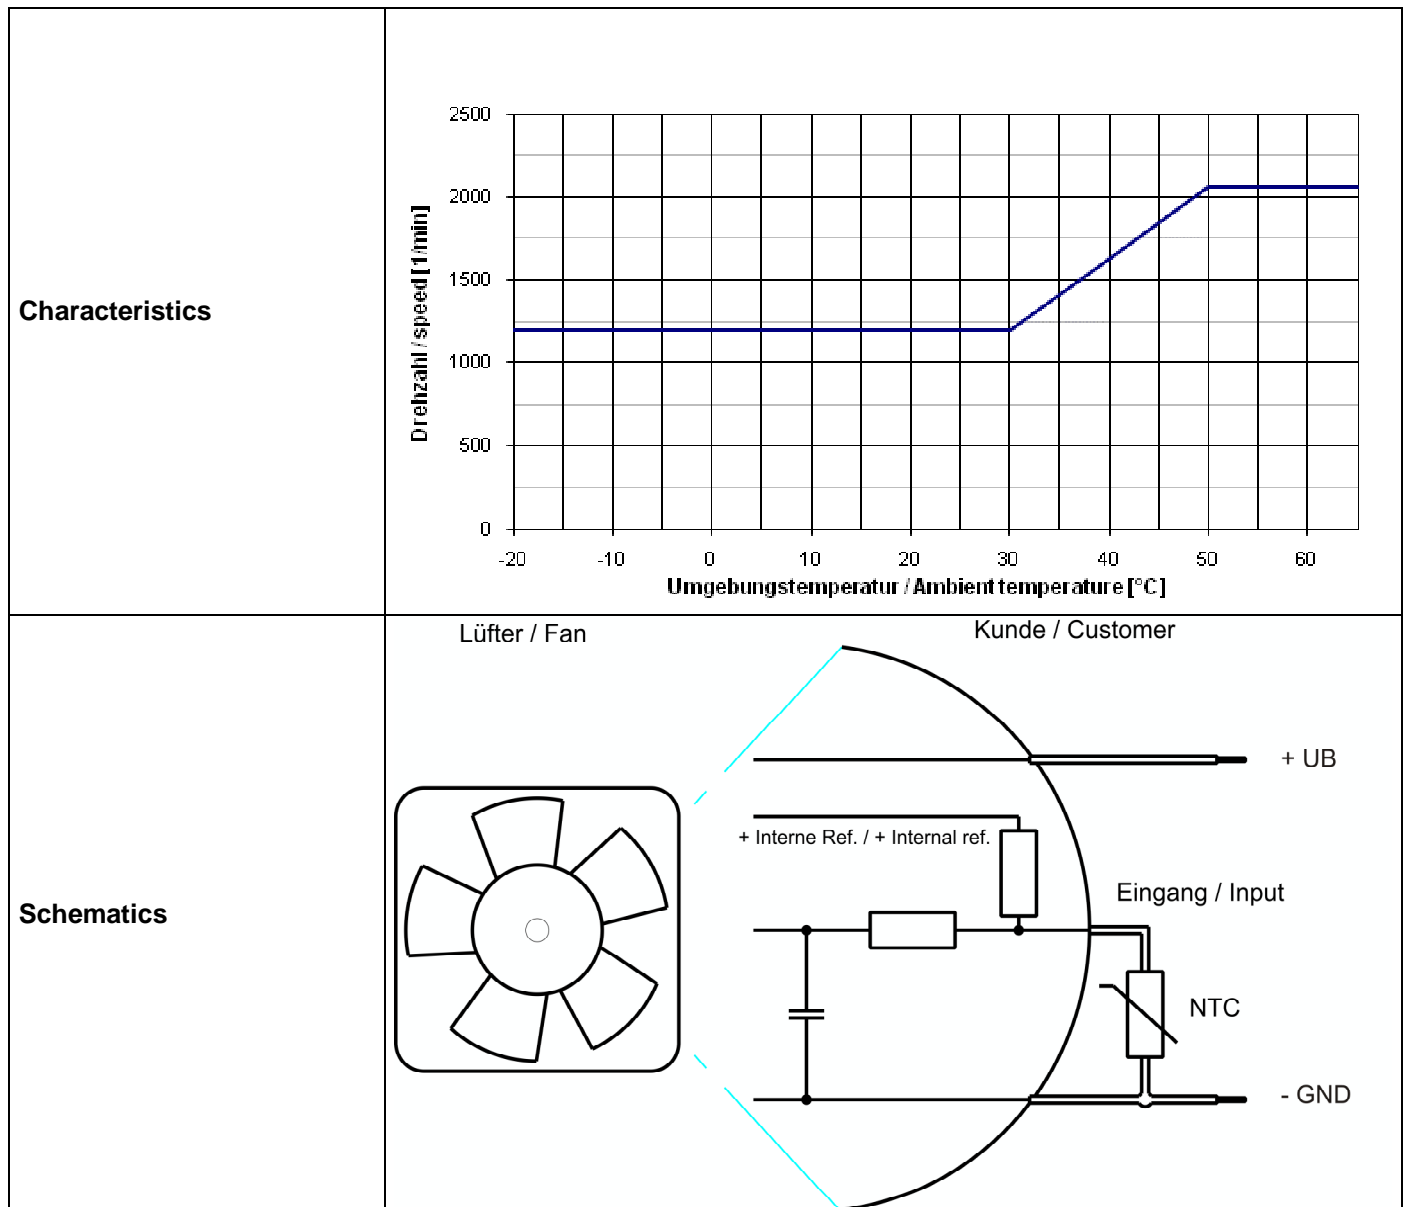 Characteristics
2500
2000
1500
1000
500
0
Drehzahl / speed [1/min]
-20 -10 0 10 20 30 40 50 60
Umgebungstemperatur / Ambient temperature [°C]
Schematics
Lüfter / Fan
Kunde / Customer
+ UB
+ Interne Ref. / + Internal ref.
Eingang / Input
NTC
- GND